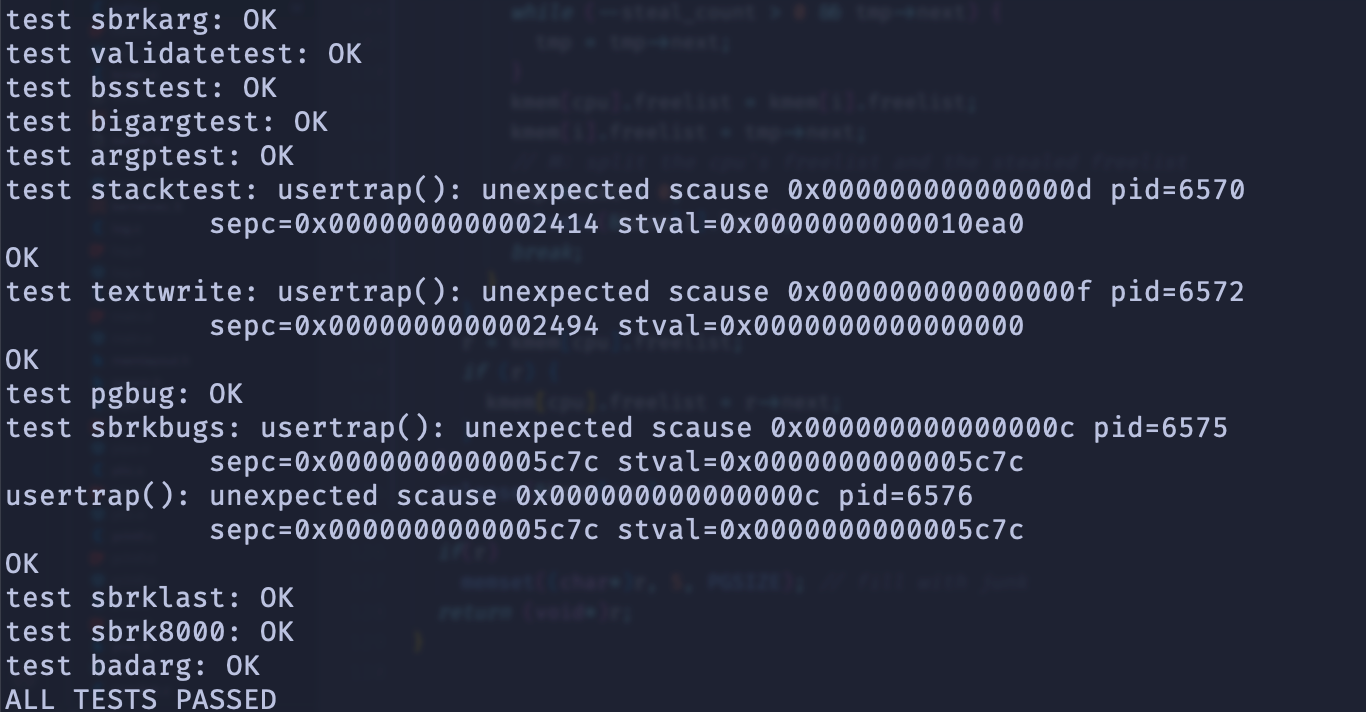 test sbrkarg: OK
test validatetest: OK
test bsstest: OK
test bigargtest: OK
test argptest: OK
test stacktest: usertrap(): unexpected scause 0x000000000000000d pid=6570
            sepc=0x0000000000002414 stval=0x0000000000010ea0
OK
test textwrite: usertrap(): unexpected scause 0x000000000000000f pid=6572
            sepc=0x0000000000002494 stval=0x0000000000000000
OK
test pgbug: OK
test sbrkbugs: usertrap(): unexpected scause 0x000000000000000c pid=6575
            sepc=0x0000000000005c7c stval=0x0000000000005c7c
usertrap(): unexpected scause 0x000000000000000c pid=6576
            sepc=0x0000000000005c7c stval=0x0000000000005c7c
OK
test sbrklast: OK
test sbrk8000: OK
test badarg: OK
ALL TESTS PASSED